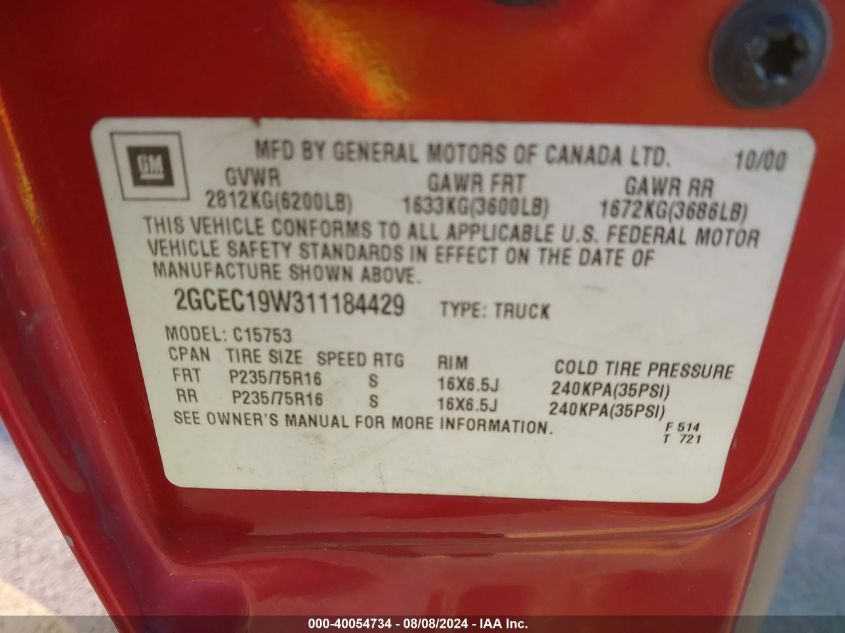 GM
MFD BY GENERAL MOTORS OF CANADA LTD. 10/00
GVWR GAWR FRT GAWR RR
2812KG(6200LB) 1633KG(3600LB) 1672KG(3686LB)
THIS VEHICLE CONFORMS TO ALL APPLICABLE U.S. FEDERAL MOTOR
VEHICLE SAFETY STANDARDS IN EFFECT ON THE DATE OF
MANUFACTURE SHOWN ABOVE.
2GCEC19W311184429 TYPE: TRUCK
MODEL: C15753
CPAN TIRE SIZE SPEED RTG RIM COLD TIRE PRESSURE
FRT P235/75R16 S 16X6.5J 240KPA(35PSI)
RR P235/75R16 S 16X6.5J 240KPA(35PSI)
SEE OWNER'S MANUAL FOR MORE INFORMATION.
F 514
T 721
000-40054734 - 08/08/2024 - IAA Inc.